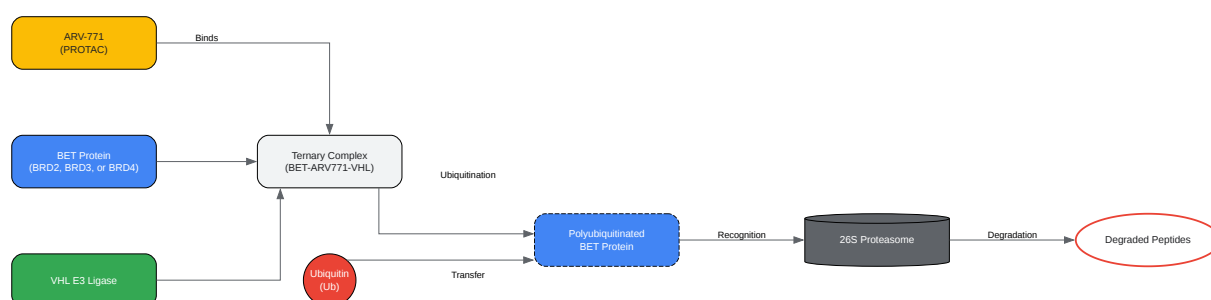 ARV-771
(PROTAC)
Binds
BET Protein
(BRD2, BRD3, or BRD4)
Ternary Complex
(BET-ARV771-VHL)
Ubiquitination
Polyubiquitinated
BET Protein
Recognition
26S Proteasome
Degradation
Degraded Peptides
VHL E3 Ligase
Ubiquitin
(Ub)
Transfer